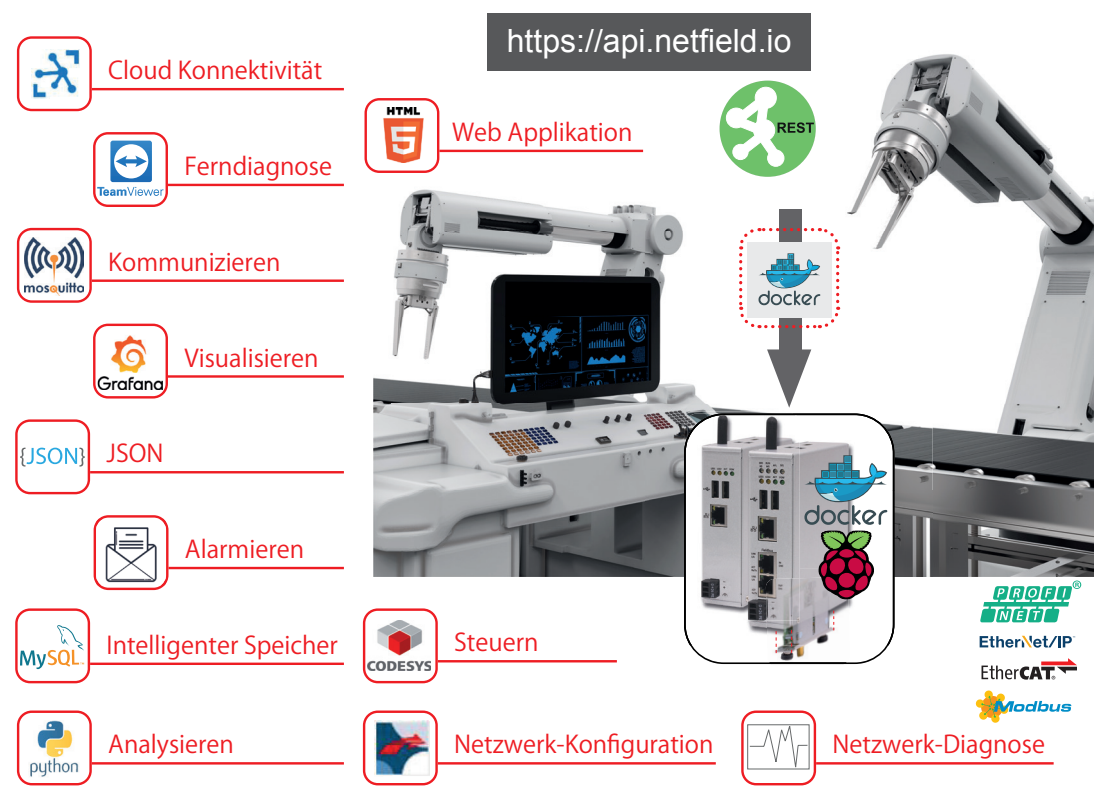 https://api.netfield.io
Cloud Konnektivität
HTML
5
Web Applikation
REST
TeamViewer
Ferndiagnose
mosquitto
Kommunizieren
docker
Grafana
Visualisieren
{JSON}
JSON
docker
Alarmieren
PROFI
NET®
EtherNet/IP
EtherCAT®
Modbus
MySQL
Intelligenter Speicher
CODESYS
Steuern
python
Analysieren
Netzwerk-Konfiguration
Netzwerk-Diagnose